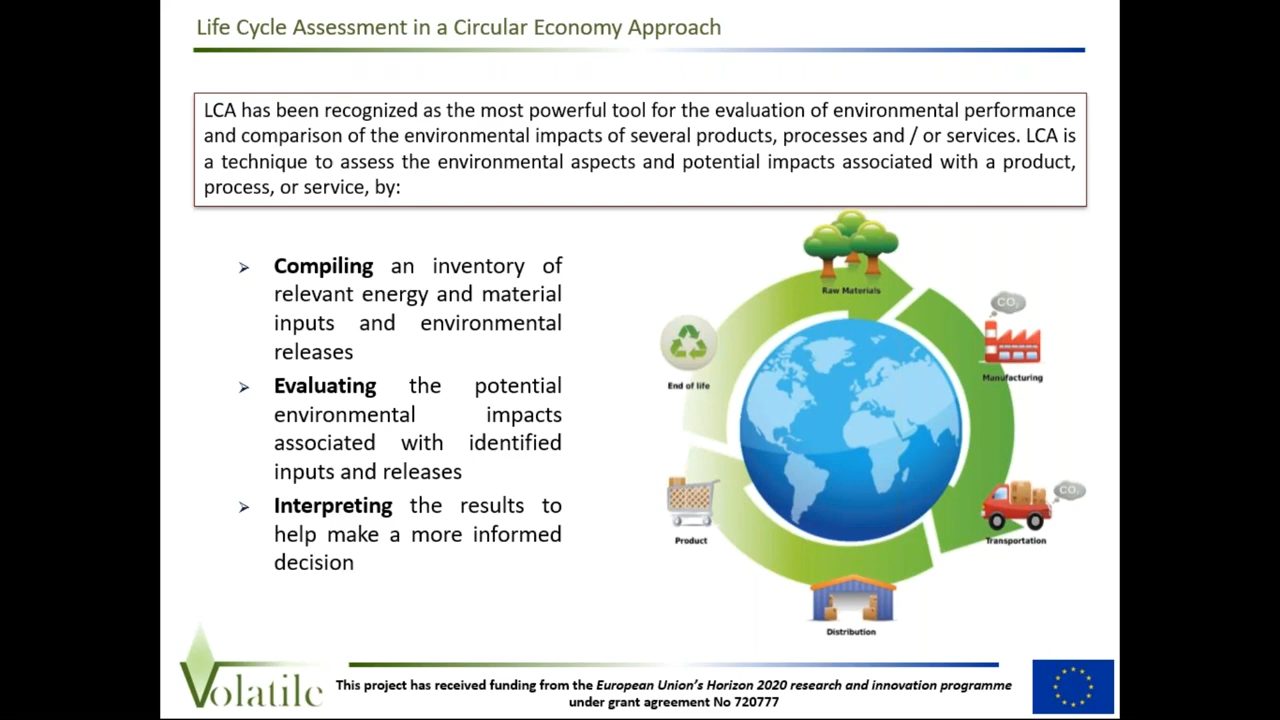 Life Cycle Assessment in a Circular Economy Approach
LCA has been recognized as the most powerful tool for the evaluation of environmental performance
and comparison of the environmental impacts of several products, processes and / or services. LCA is
a technique to assess the environmental aspects and potential impacts associated with a product,
process, or service, by:
➢ Compiling an inventory of
relevant energy and material
inputs and environmental
releases
➢ Evaluating the potential
environmental impacts
associated with identified
inputs and releases
➢ Interpreting the results to
help make a more informed
decision
Raw Materials
CO₂
Manufacturing
CO₂
Transportation
Distribution
Product
End of life
Volatile
This project has received funding from the European Union's Horizon 2020 research and innovation programme
under grant agreement No 720777